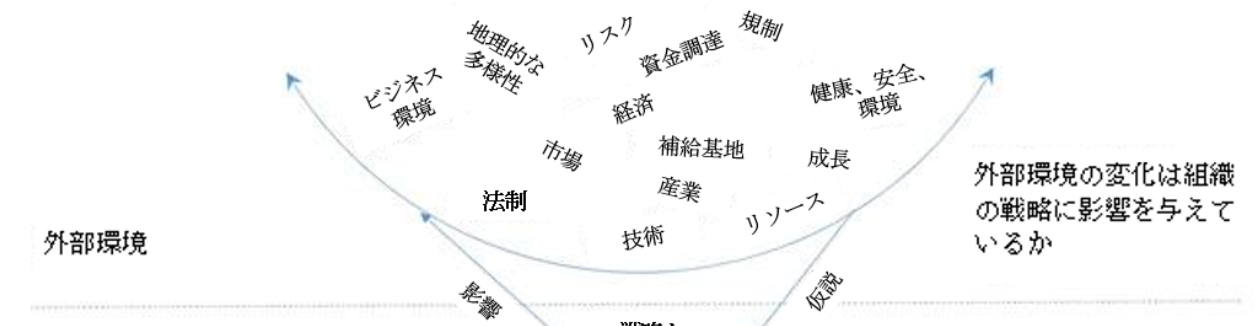 地理的な
多様性
リスク
資金調達
規制
ビジネス
環境
経済
健康、安全、
環境
市場
補給基地
成長
産業
法制
リソース
技術
外部環境
外部環境の変化は組織
の戦略に影響を与えて
いるか
影響
仮説